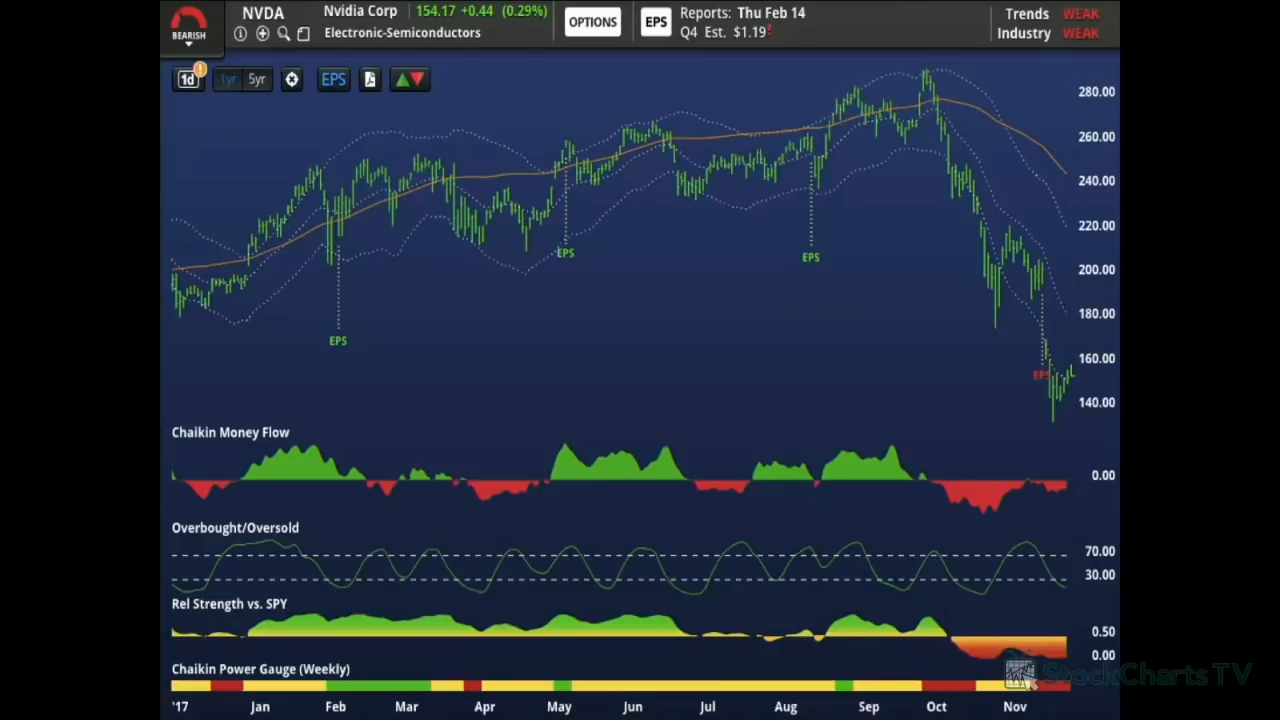 BEARISH
NVDA
Nvidia Corp
154.17 +0.44 (0.29%)
Electronic-Semiconductors
OPTIONS
EPS
Reports: Thu Feb 14
Q4 Est. $1.19!
Trends WEAK
Industry WEAK
1d
!
1yr 5yr
EPS
280.00
260.00
240.00
220.00
200.00
180.00
160.00
140.00
EPS
EPS
EPS
EPS
Chaikin Money Flow
0.00
Overbought/Oversold
70.00
30.00
Rel Strength vs. SPY
0.50
0.00
Chaikin Power Gauge (Weekly)
StockChartsTV
'17 Jan Feb Mar Apr May Jun Jul Aug Sep Oct Nov